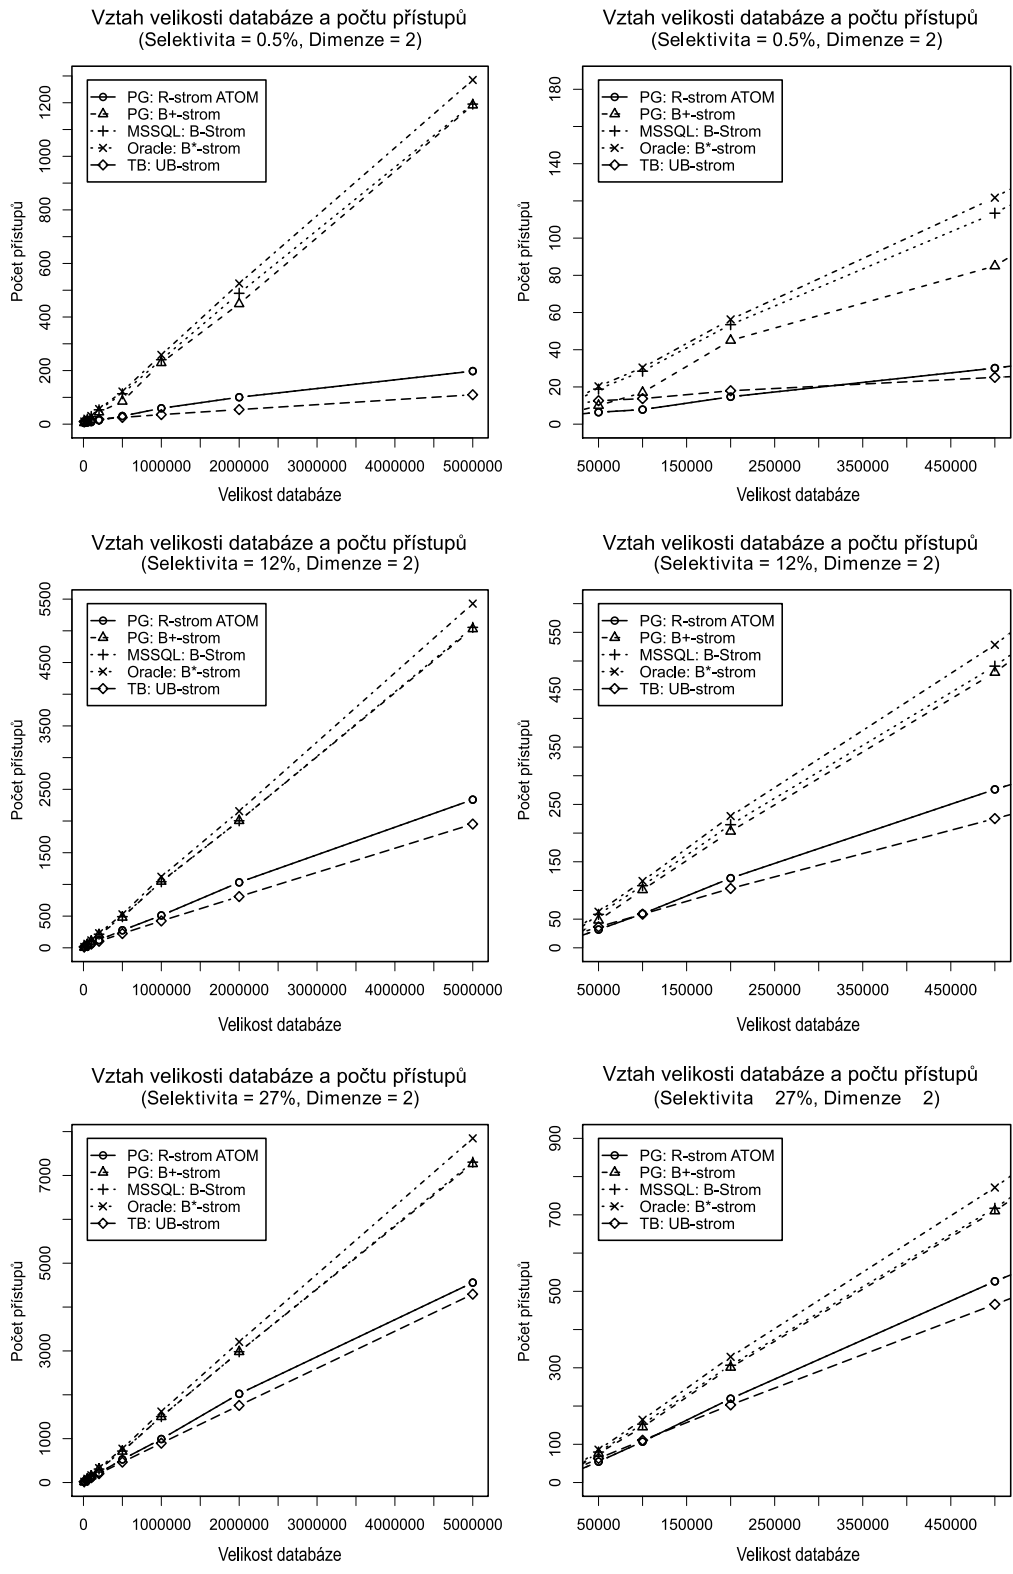 Vztah velikosti databáze a počtu přístupů
(Selektivita = 0.5%, Dimenze = 2)
PG: R-strom ATOM
PG: B+-strom
MSSQL: B-Strom
Oracle: B*-strom
TB: UB-strom
Počet přístupů
0 200 400 600 800 1000 1200
0 1000000 2000000 3000000 4000000 5000000
Velikost databáze
Vztah velikosti databáze a počtu přístupů
(Selektivita = 0.5%, Dimenze = 2)
PG: R-strom ATOM
PG: B+-strom
MSSQL: B-Strom
Oracle: B*-strom
TB: UB-strom
Počet přístupů
0 20 40 60 80 100 120 140 180
50000 150000 250000 350000 450000
Velikost databáze
Vztah velikosti databáze a počtu přístupů
(Selektivita = 12%, Dimenze = 2)
PG: R-strom ATOM
PG: B+-strom
MSSQL: B-Strom
Oracle: B*-strom
TB: UB-strom
Počet přístupů
0 500 1500 2500 3500 4500 5500
0 1000000 2000000 3000000 4000000 5000000
Velikost databáze
Vztah velikosti databáze a počtu přístupů
(Selektivita = 12%, Dimenze = 2)
PG: R-strom ATOM
PG: B+-strom
MSSQL: B-Strom
Oracle: B*-strom
TB: UB-strom
Počet přístupů
0 50 150 250 350 450 550
50000 150000 250000 350000 450000
Velikost databáze
Vztah velikosti databáze a počtu přístupů
(Selektivita = 27%, Dimenze = 2)
PG: R-strom ATOM
PG: B+-strom
MSSQL: B-Strom
Oracle: B*-strom
TB: UB-strom
Počet přístupů
0 1000 3000 5000 7000
0 1000000 2000000 3000000 4000000 5000000
Velikost databáze
Vztah velikosti databáze a počtu přístupů
(Selektivita 27%, Dimenze 2)
PG: R-strom ATOM
PG: B+-strom
MSSQL: B-Strom
Oracle: B*-strom
TB: UB-strom
Počet přístupů
0 100 300 500 700 900
50000 150000 250000 350000 450000
Velikost databáze